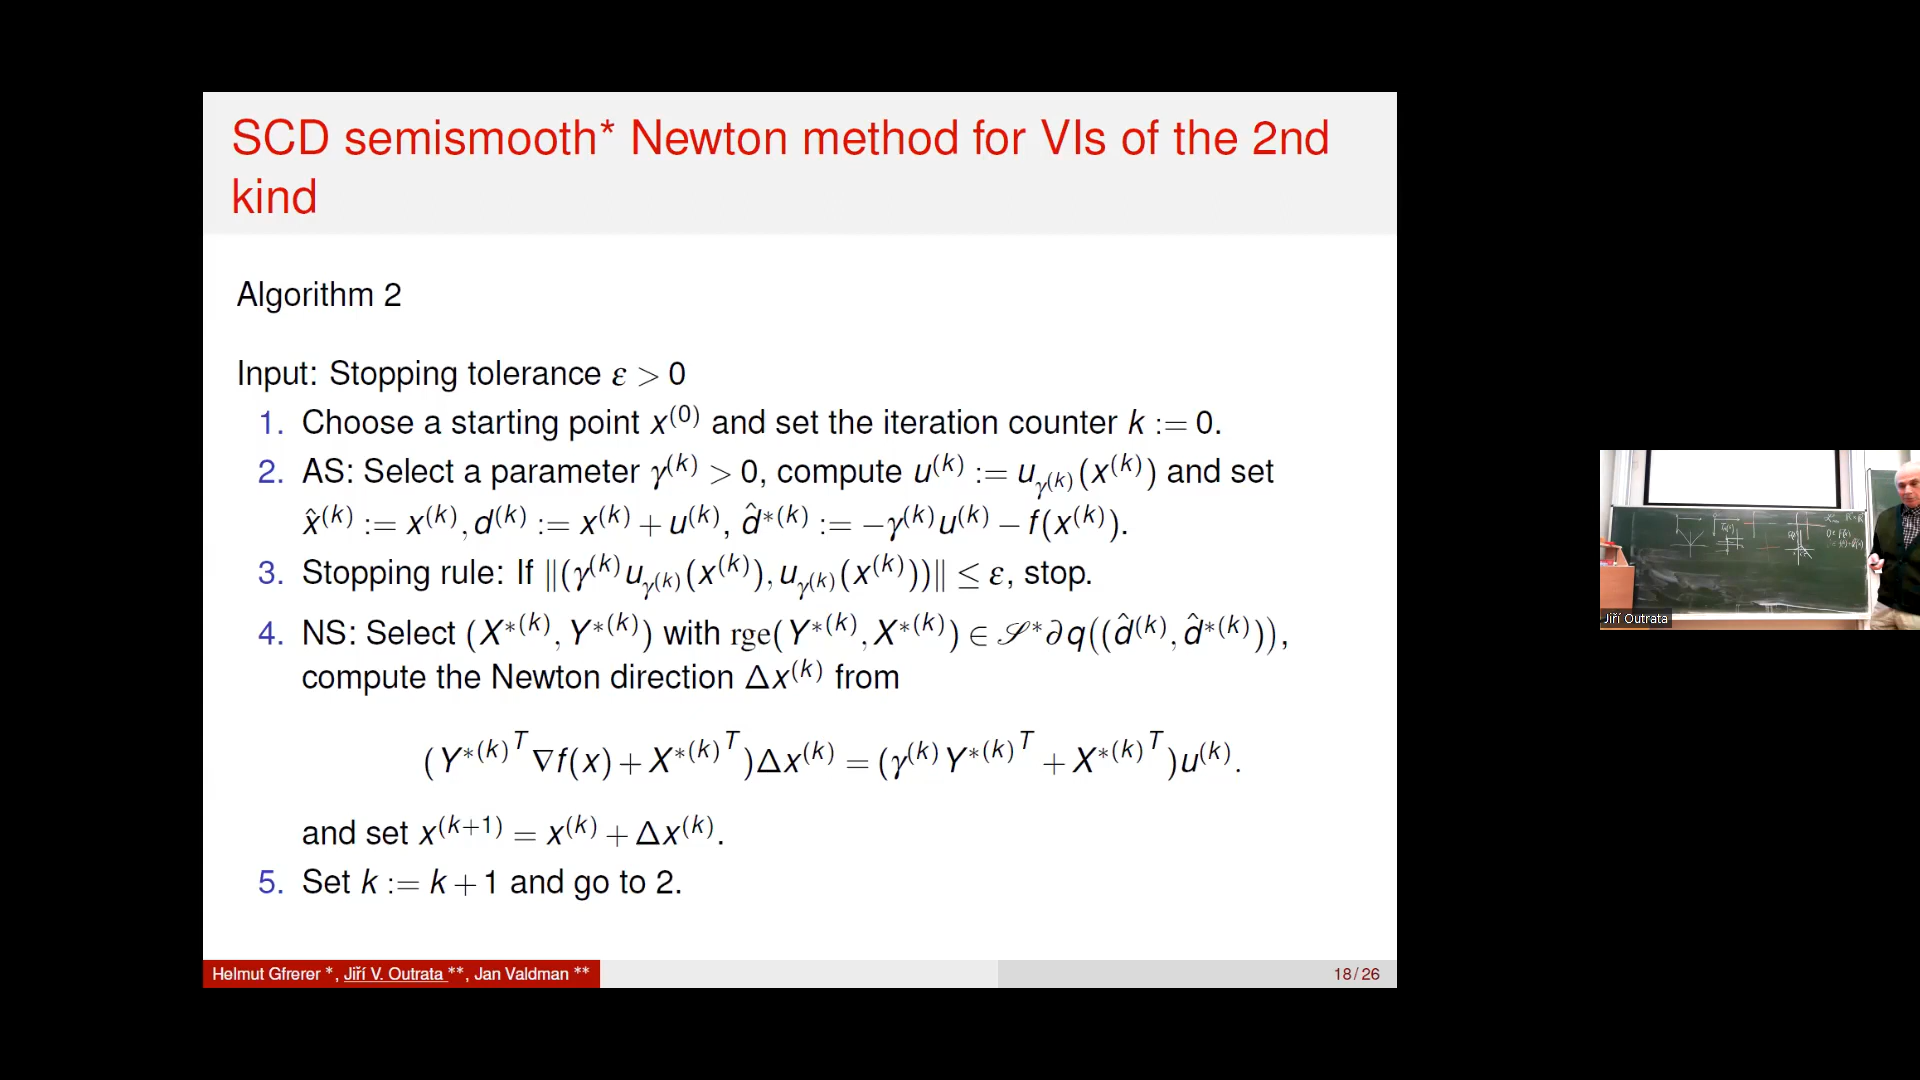 SCD semismooth* Newton method for VIs of the 2nd
kind
Algorithm 2
Input: Stopping tolerance ε > 0
1. Choose a starting point x^(0) and set the iteration counter k := 0.
2. AS: Select a parameter γ^(k) > 0, compute u^(k) := u_γ^(k)(x^(k)) and set
x̂^(k) := x^(k), d^(k) := x^(k) + u^(k), d̂*^(k) := −γ^(k)u^(k) − f(x^(k)).
3. Stopping rule: If ‖(γ^(k)u_γ^(k)(x^(k)), u_γ^(k)(x^(k)))‖ ≤ ε, stop.
4. NS: Select (X*^(k), Y*^(k)) with rge(Y*^(k), X*^(k)) ∈ 𝒮*∂q((d̂^(k), d̂*^(k))),
compute the Newton direction Δx^(k) from
(Y*^(k)^T ∇f(x) + X*^(k)^T)Δx^(k) = (γ^(k)Y*^(k)^T + X*^(k)^T)u^(k).
and set x^(k+1) = x^(k) + Δx^(k).
5. Set k := k + 1 and go to 2.
Helmut Gfrerer *, Jiří V. Outrata **, Jan Valdman **
18/26
Jiří Outrata